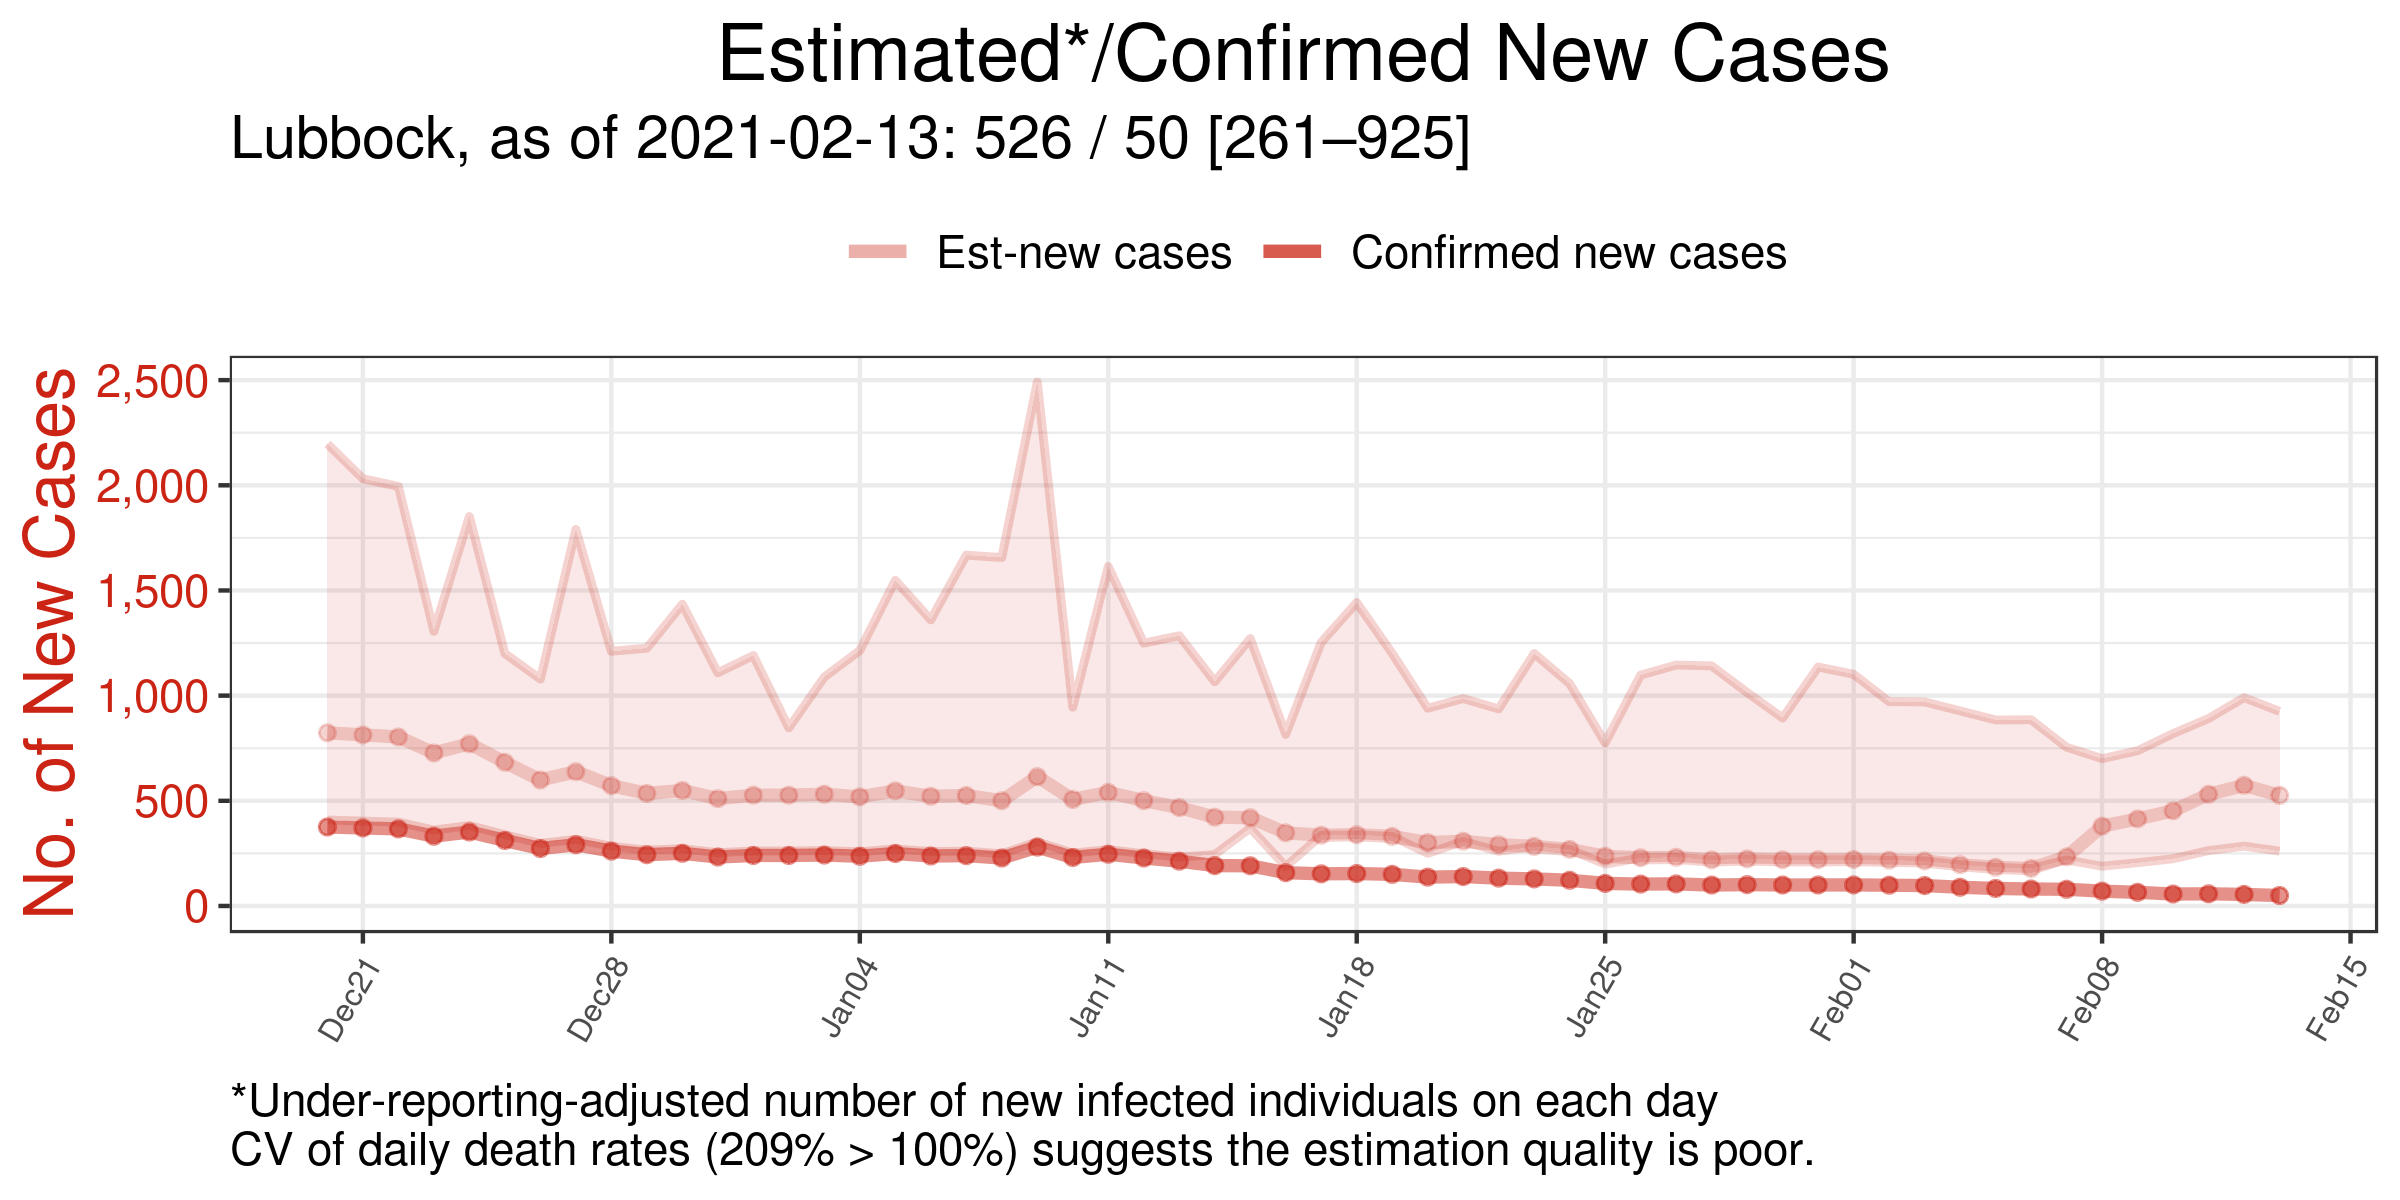 Estimated*/Confirmed New Cases
Lubbock, as of 2021-02-13: 526 / 50 [261–925]
Est-new cases Confirmed new cases
No. of New Cases
2,500
2,000
1,500
1,000
500
0
Dec21 Dec28 Jan04 Jan11 Jan18 Jan25 Feb01 Feb08 Feb15
*Under-reporting-adjusted number of new infected individuals on each day
CV of daily death rates (209% > 100%) suggests the estimation quality is poor.